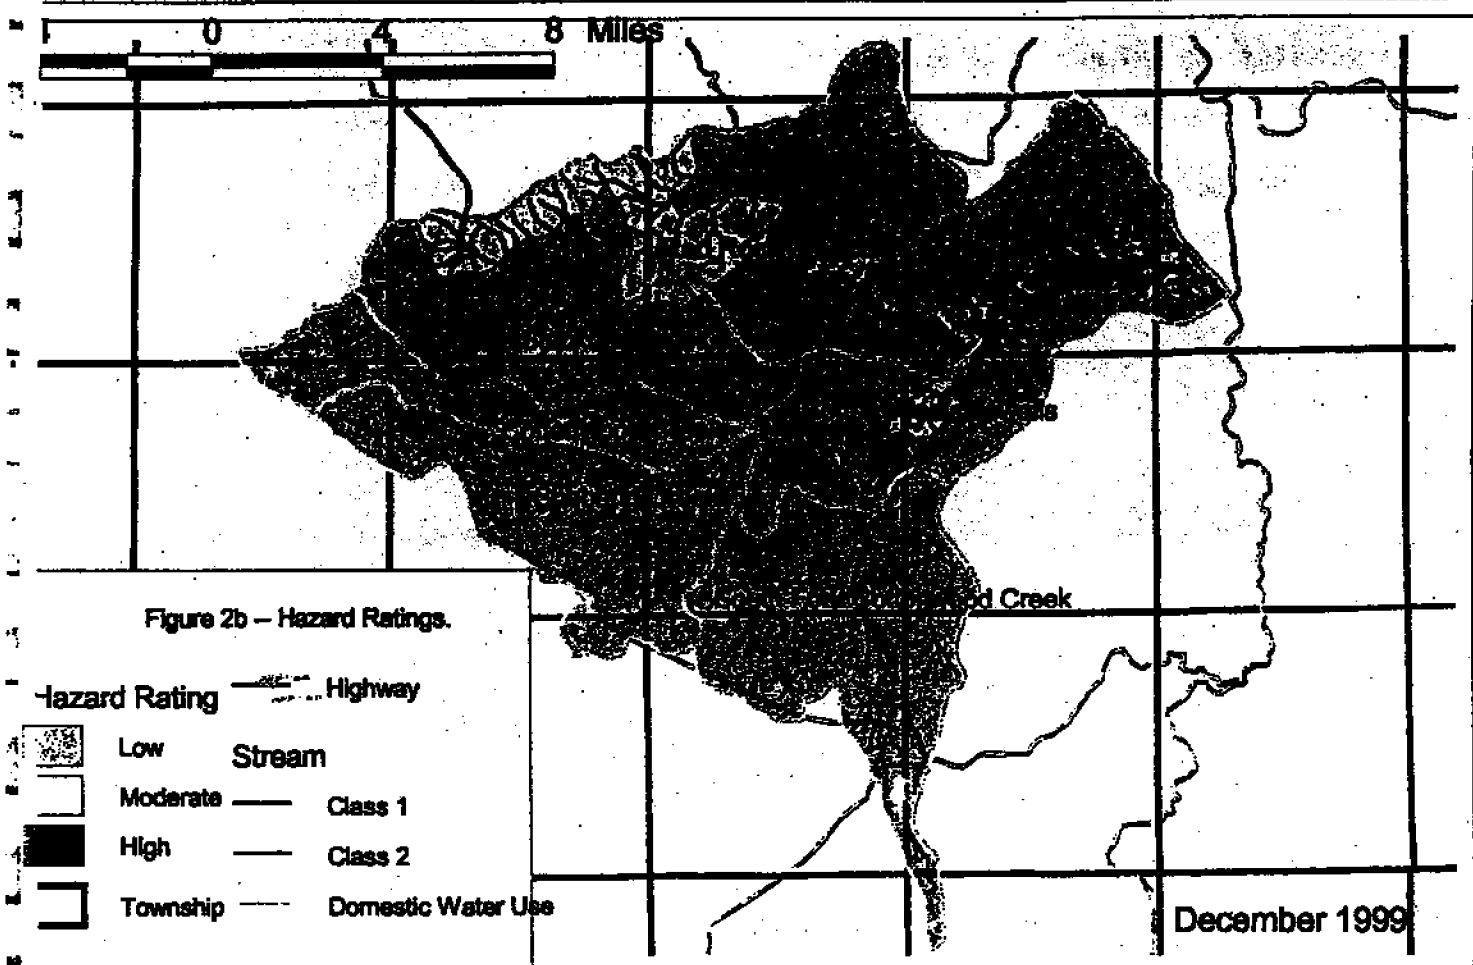 0 4 8 Miles
d Creek
Figure 2b – Hazard Ratings.
Hazard Rating
Highway
Low
Stream
Moderate
Class 1
High
Class 2
Township
Domestic Water Use
December 1999